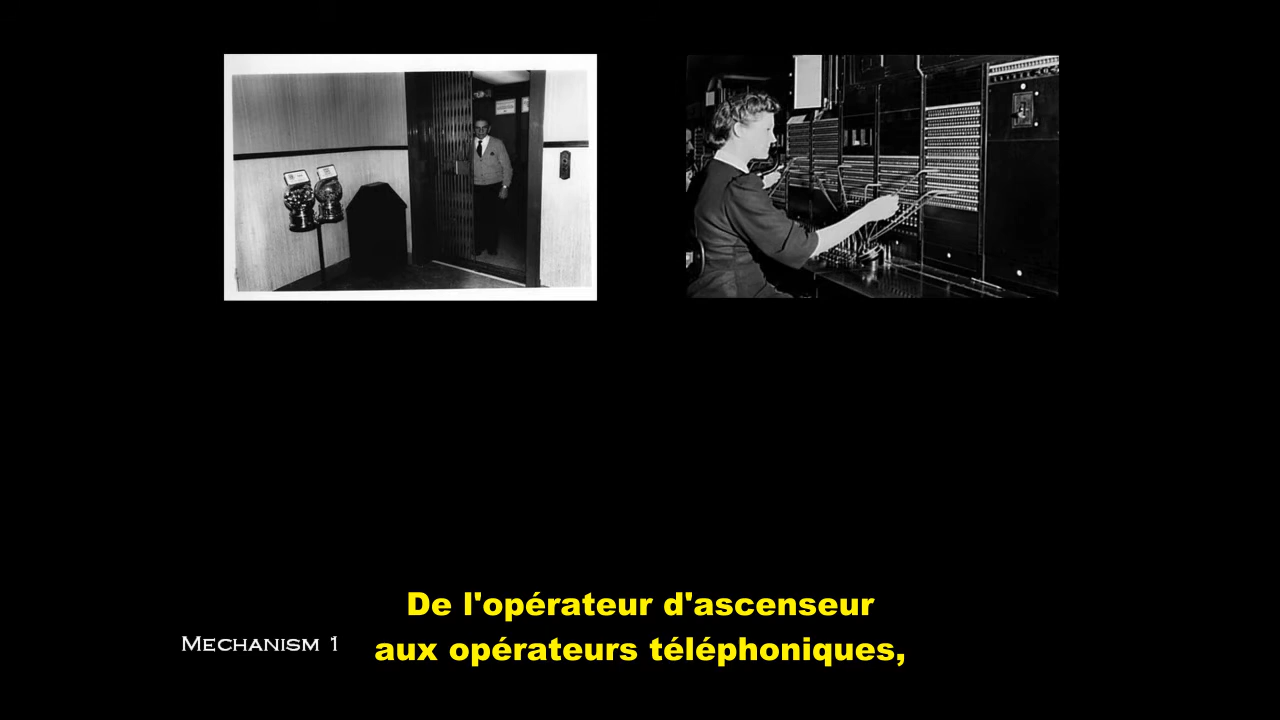 De l'opérateur d'ascenseur
Mechanism 1
aux opérateurs téléphoniques,